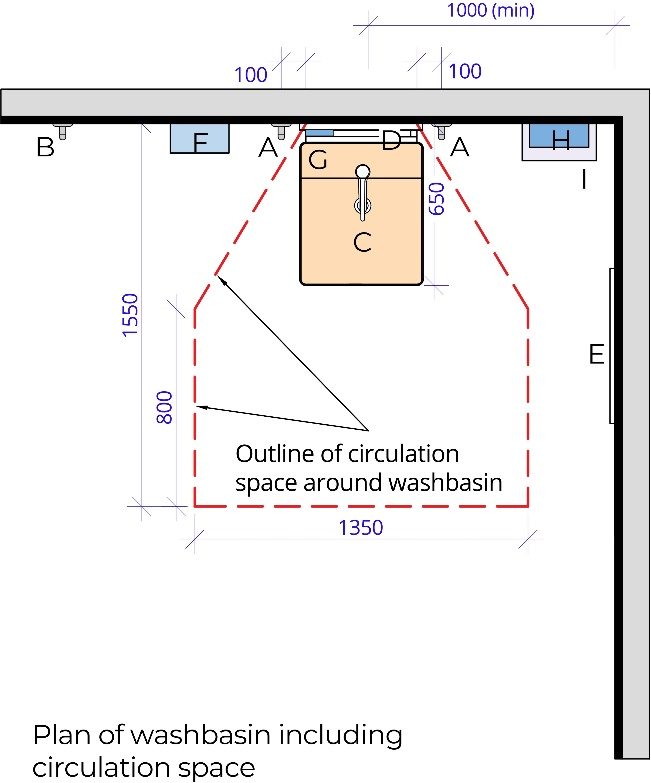 1000 (min)
100
100
B
F
A
D
A
H
G
I
650
C
1550
E
800
Outline of circulation
space around washbasin
1350
Plan of washbasin including
circulation space